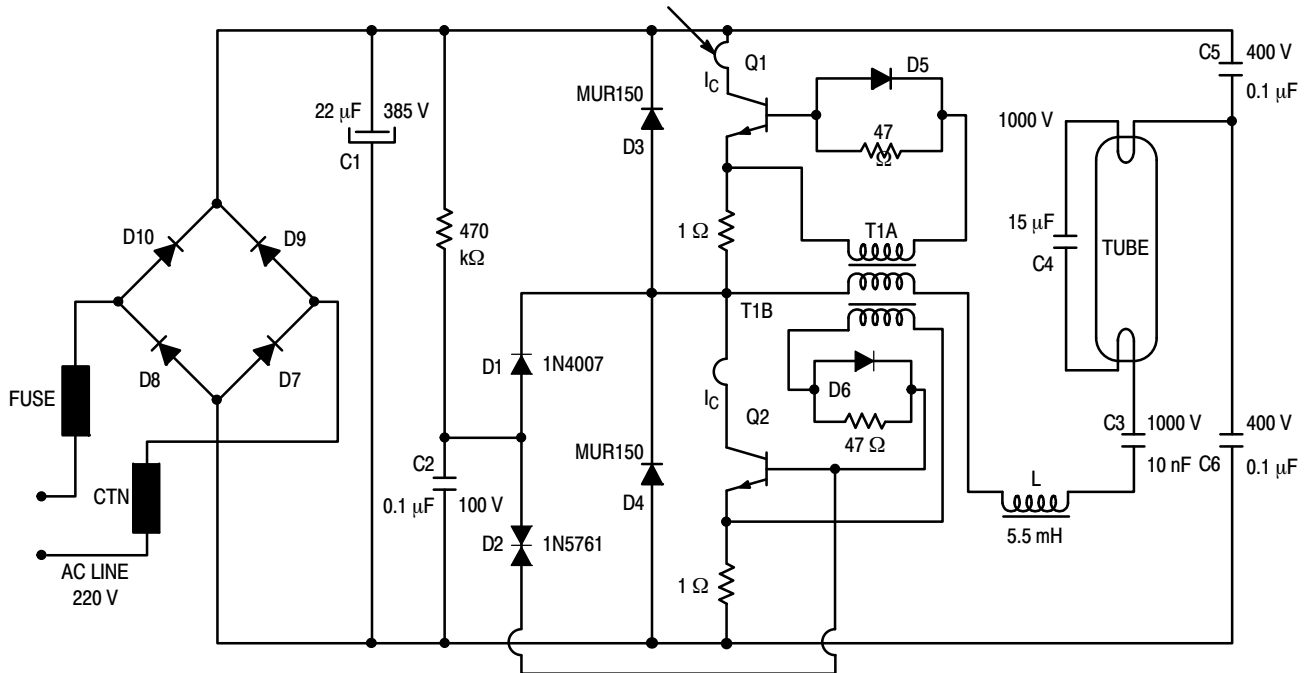 C5
400 V
0.1 μF
Q1
I_C
D5
47
Ω
MUR150
D3
22 μF
385 V
C1
1000 V
D10
D9
D8
D7
470
kΩ
1 Ω
T1A
15 μF
C4
TUBE
T1B
D1
1N4007
D6
47 Ω
I_C
Q2
FUSE
CTN
AC LINE
220 V
C2
0.1 μF
100 V
D2
1N5761
MUR150
D4
1 Ω
L
5.5 mH
C3
1000 V
10 nF
C6
400 V
0.1 μF